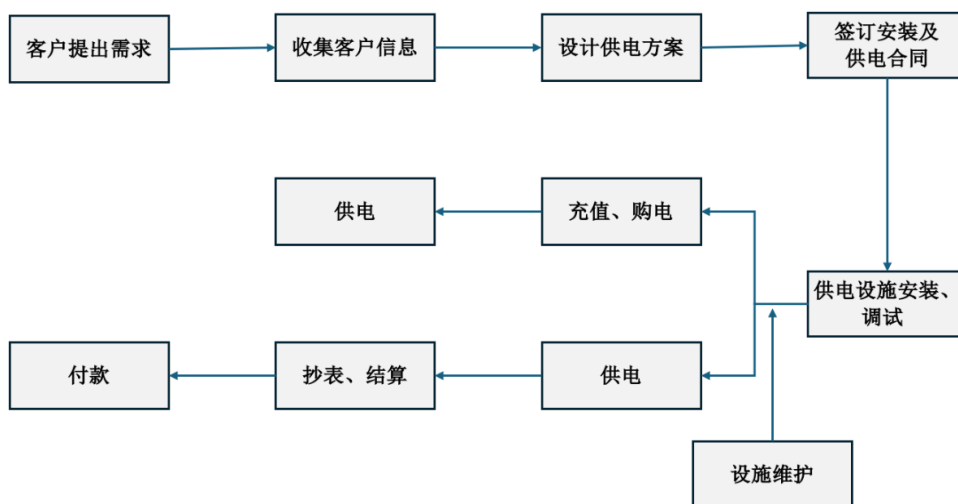 客户提出需求
收集客户信息
设计供电方案
签订安装及
供电合同
供电
充值、购电
供电设施安装、
调试
付款
抄表、结算
供电
设施维护